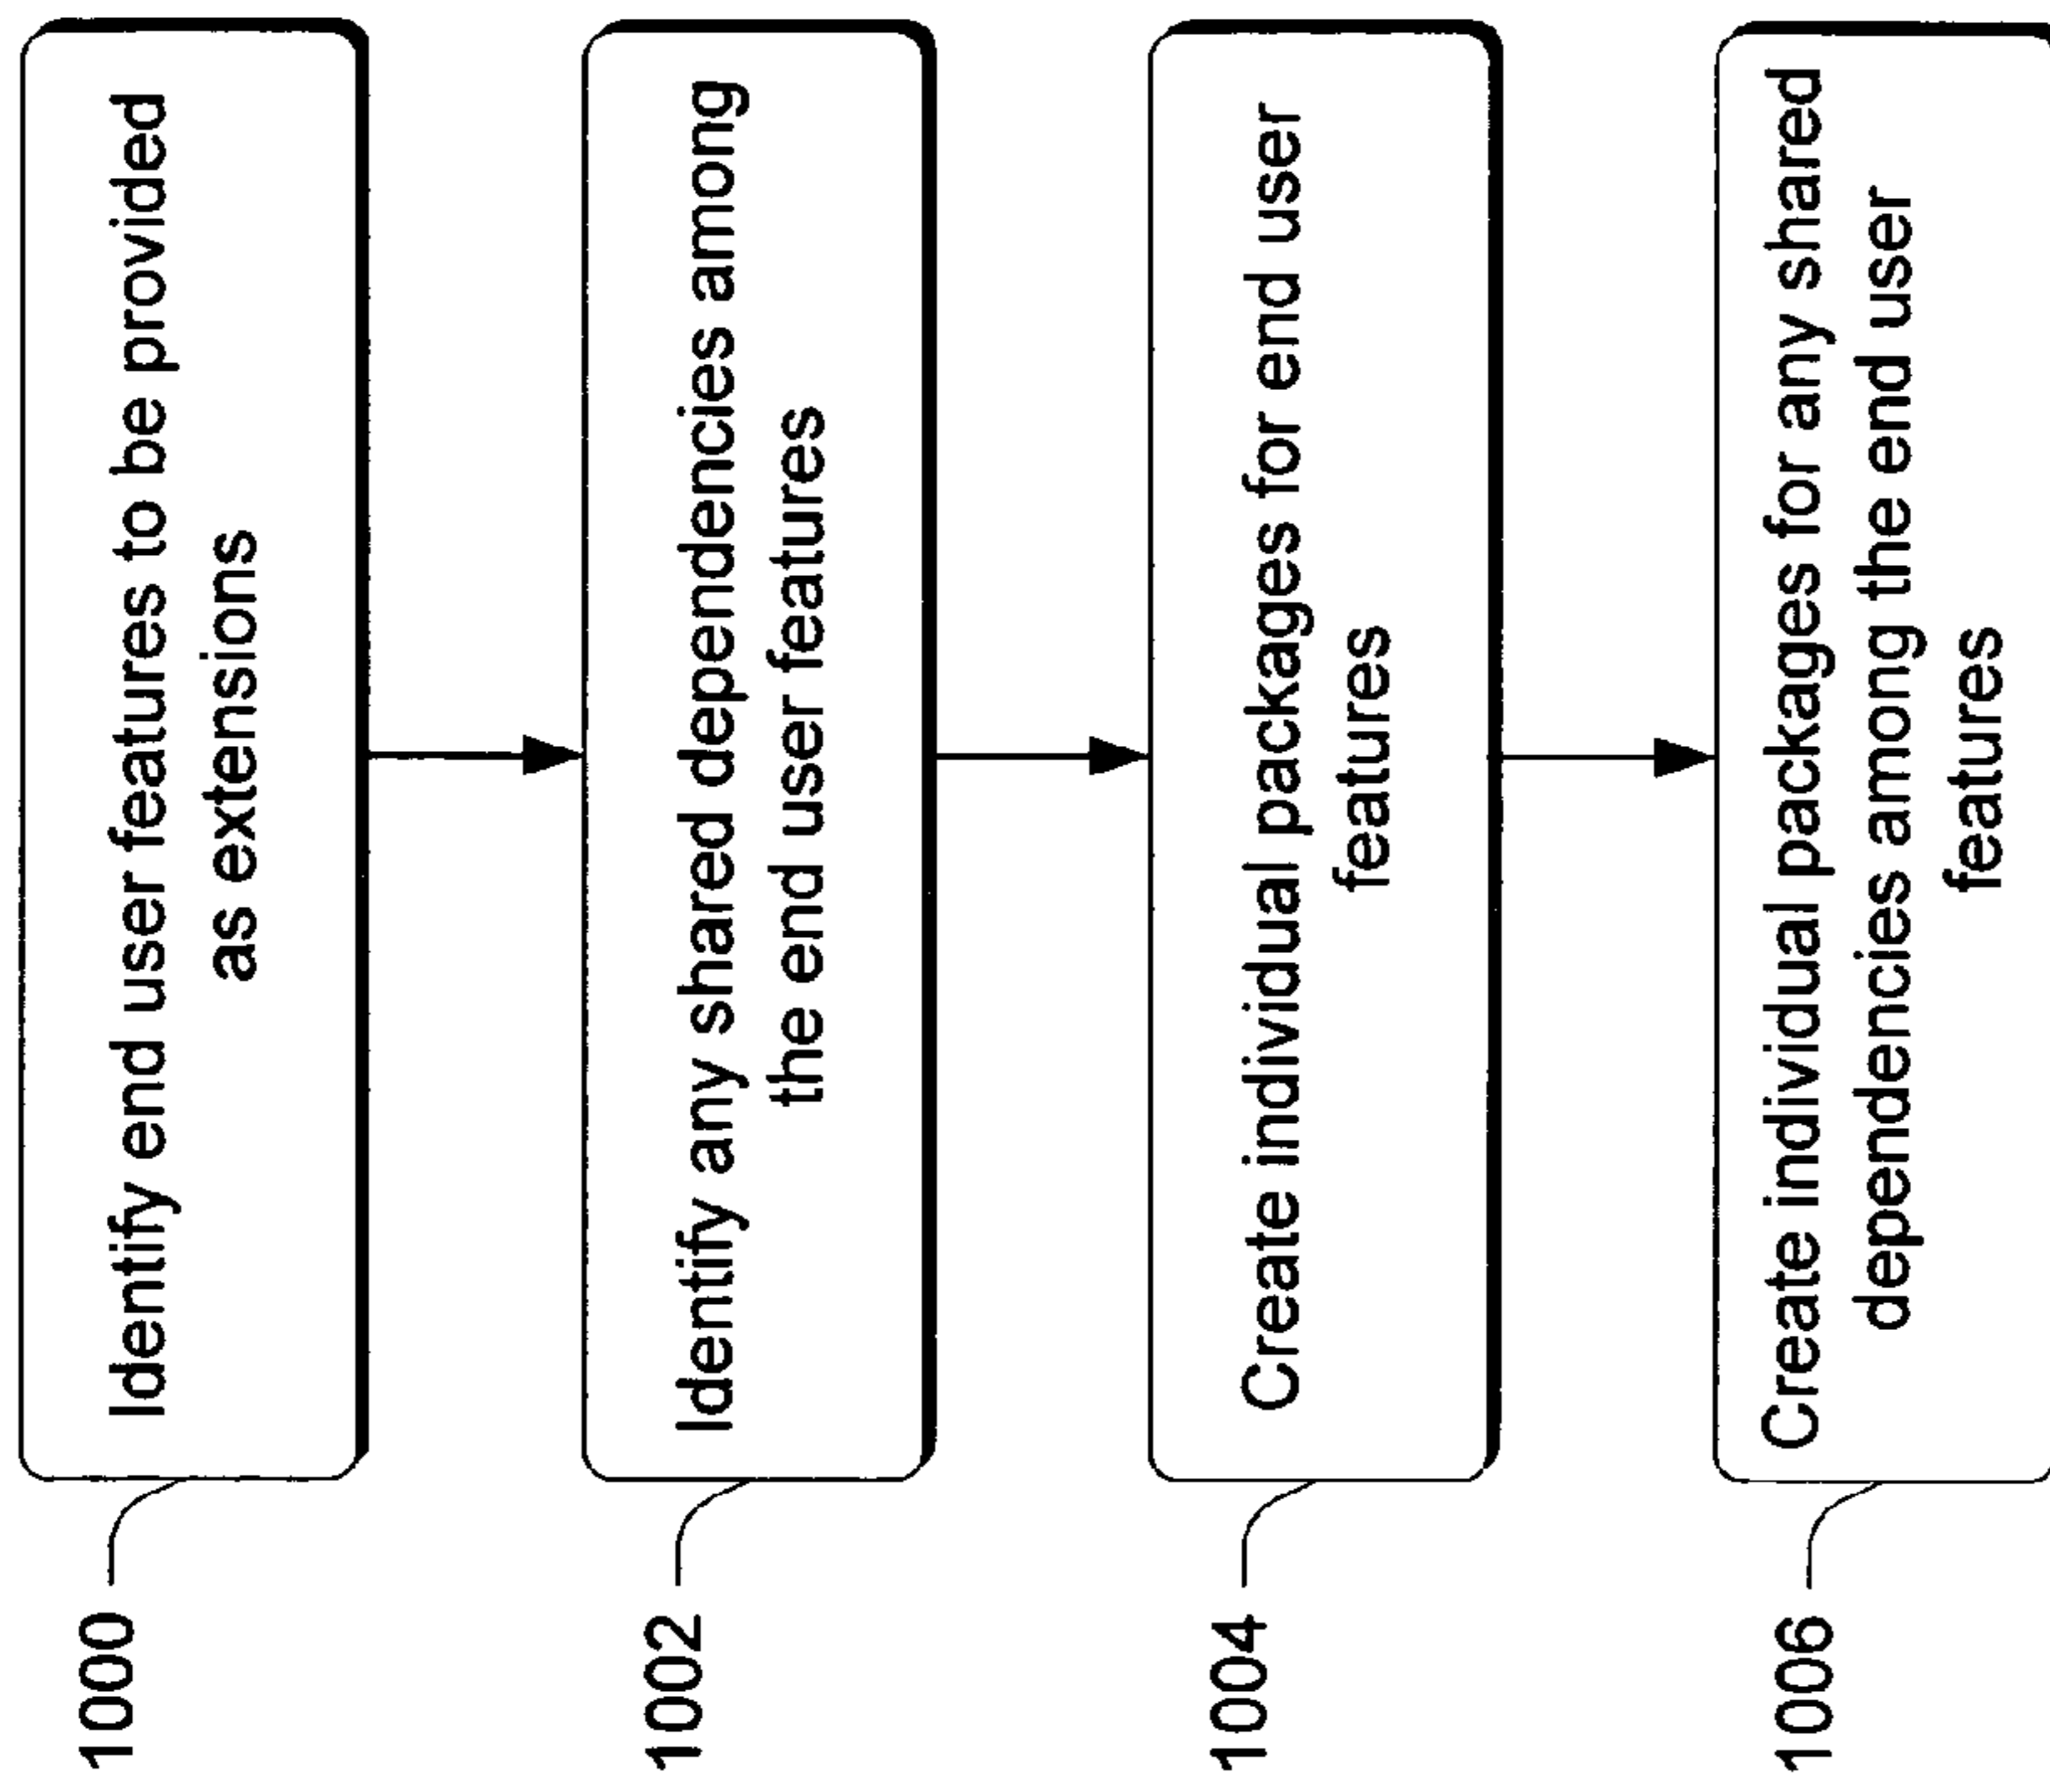 1000
Identify end user features to be provided
as extensions
1002
Identify any shared dependencies among
the end user features
1004
Create individual packages for end user
features
1006
Create individual packages for any shared
dependencies among the end user
features